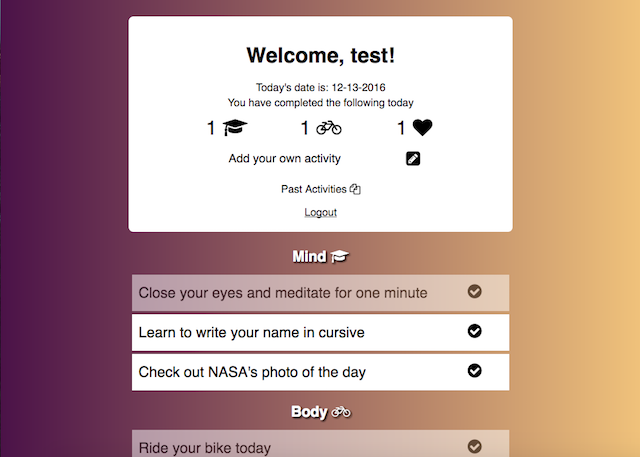 Welcome, test!
Today's date is: 12-13-2016
You have completed the following today
1 1 1
Add your own activity
Past Activities
Logout
Mind
Close your eyes and meditate for one minute
Learn to write your name in cursive
Check out NASA's photo of the day
Body
Ride your bike today